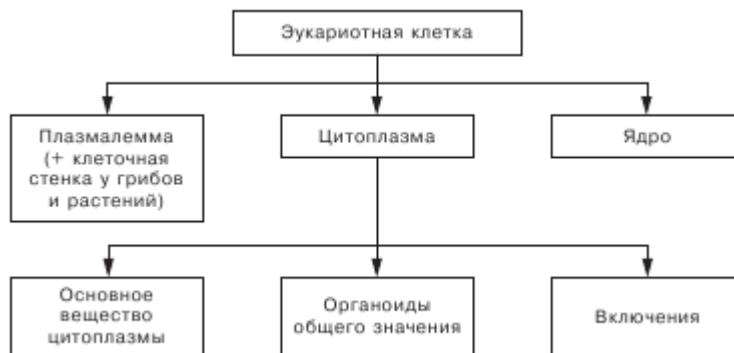 Эукариотная клетка
Плазмалемма
(+ клеточная
стенка у грибов
и растений)
Цитоплазма
Ядро
Основное
вещество
цитоплазмы
Органоиды
общего значения
Включения